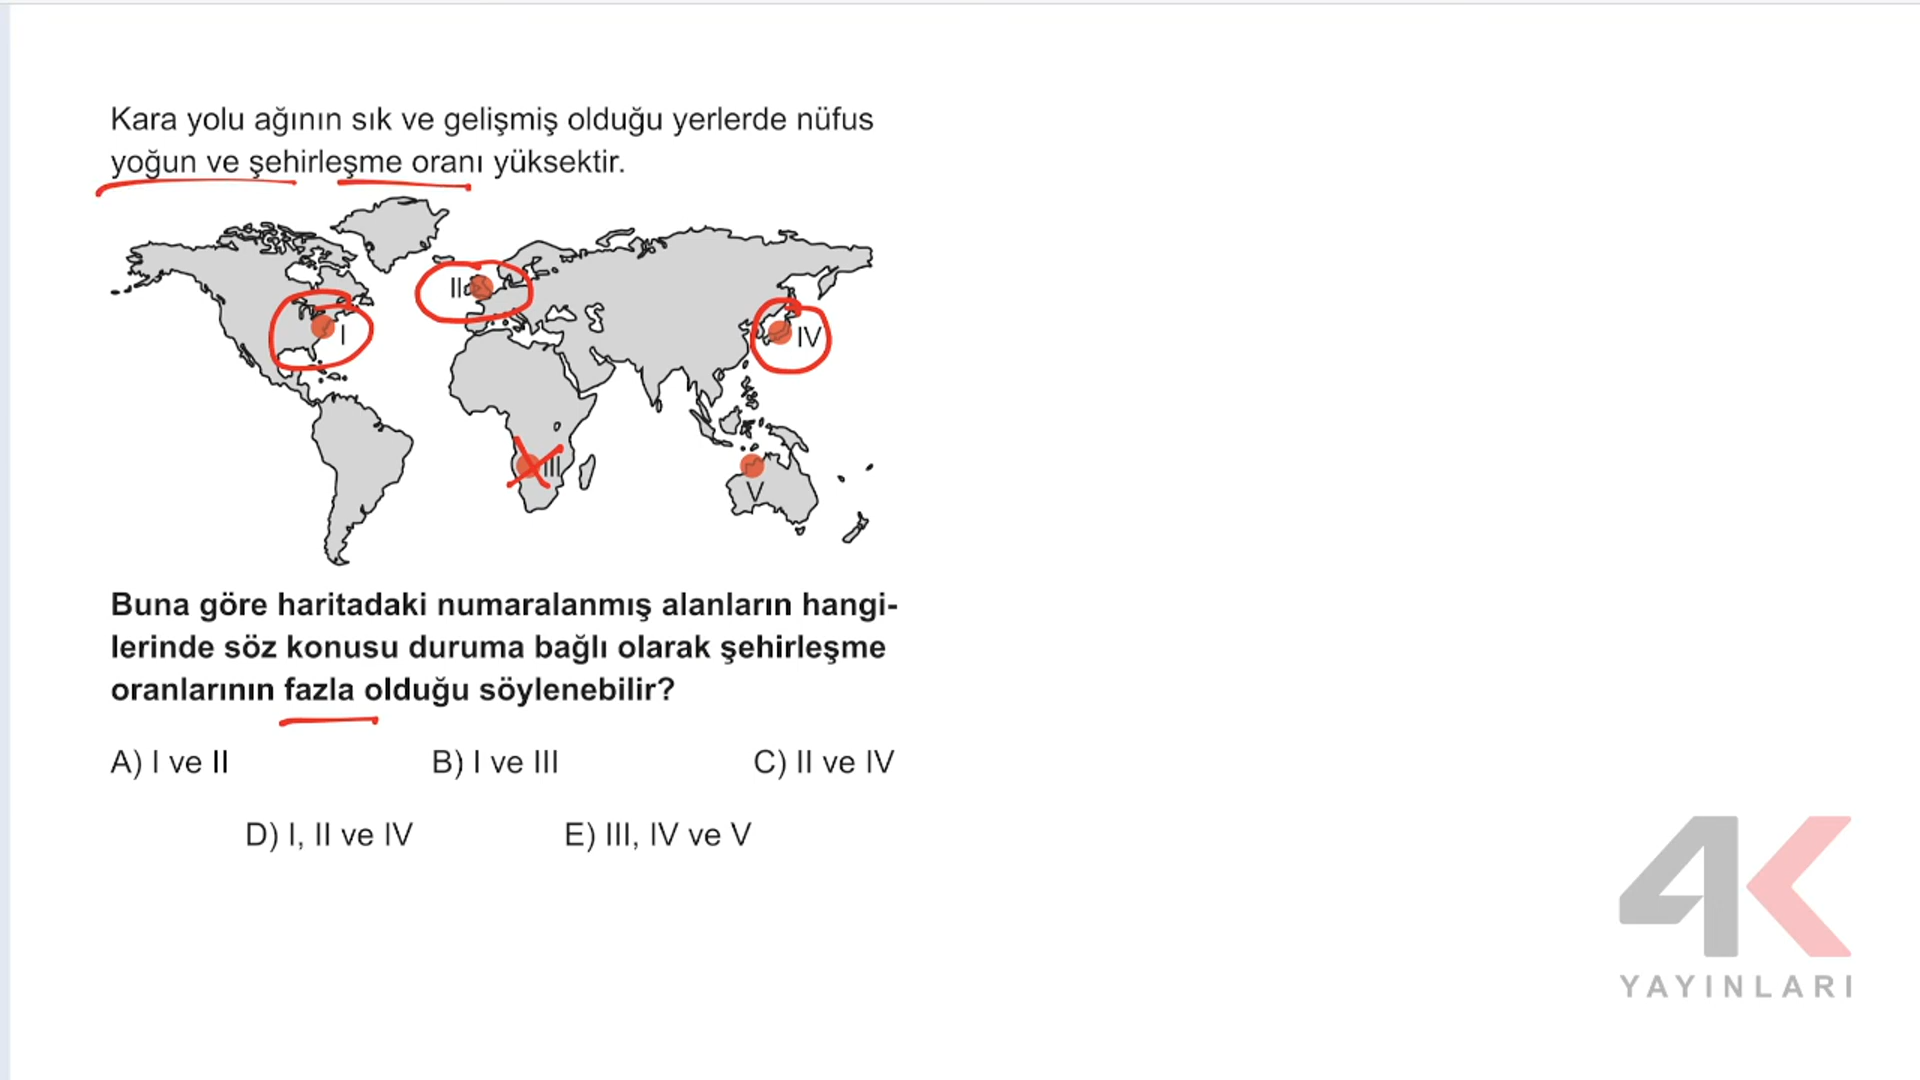 Kara yolu ağının sık ve gelişmiş olduğu yerlerde nüfus
yoğun ve şehirleşme oranı yüksektir.
II
I
IV
III
V
Buna göre haritadaki numaralanmış alanların hangi-
lerinde söz konusu duruma bağlı olarak şehirleşme
oranlarının fazla olduğu söylenebilir?
A) I ve II B) I ve III C) II ve IV
D) I, II ve IV E) III, IV ve V
4K
YAYINLARI